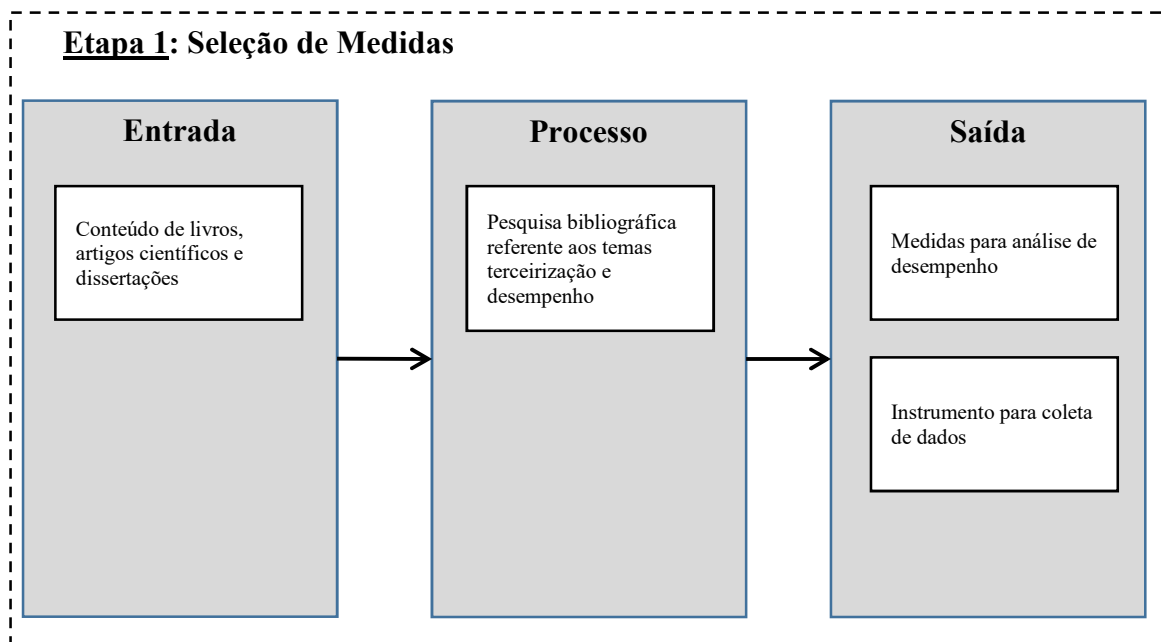 Etapa 1: Seleção de Medidas
Entrada
Conteúdo de livros,
artigos científicos e
dissertações
Processo
Pesquisa bibliográfica
referente aos temas
terceirização e
desempenho
Saída
Medidas para análise de
desempenho
Instrumento para coleta
de dados